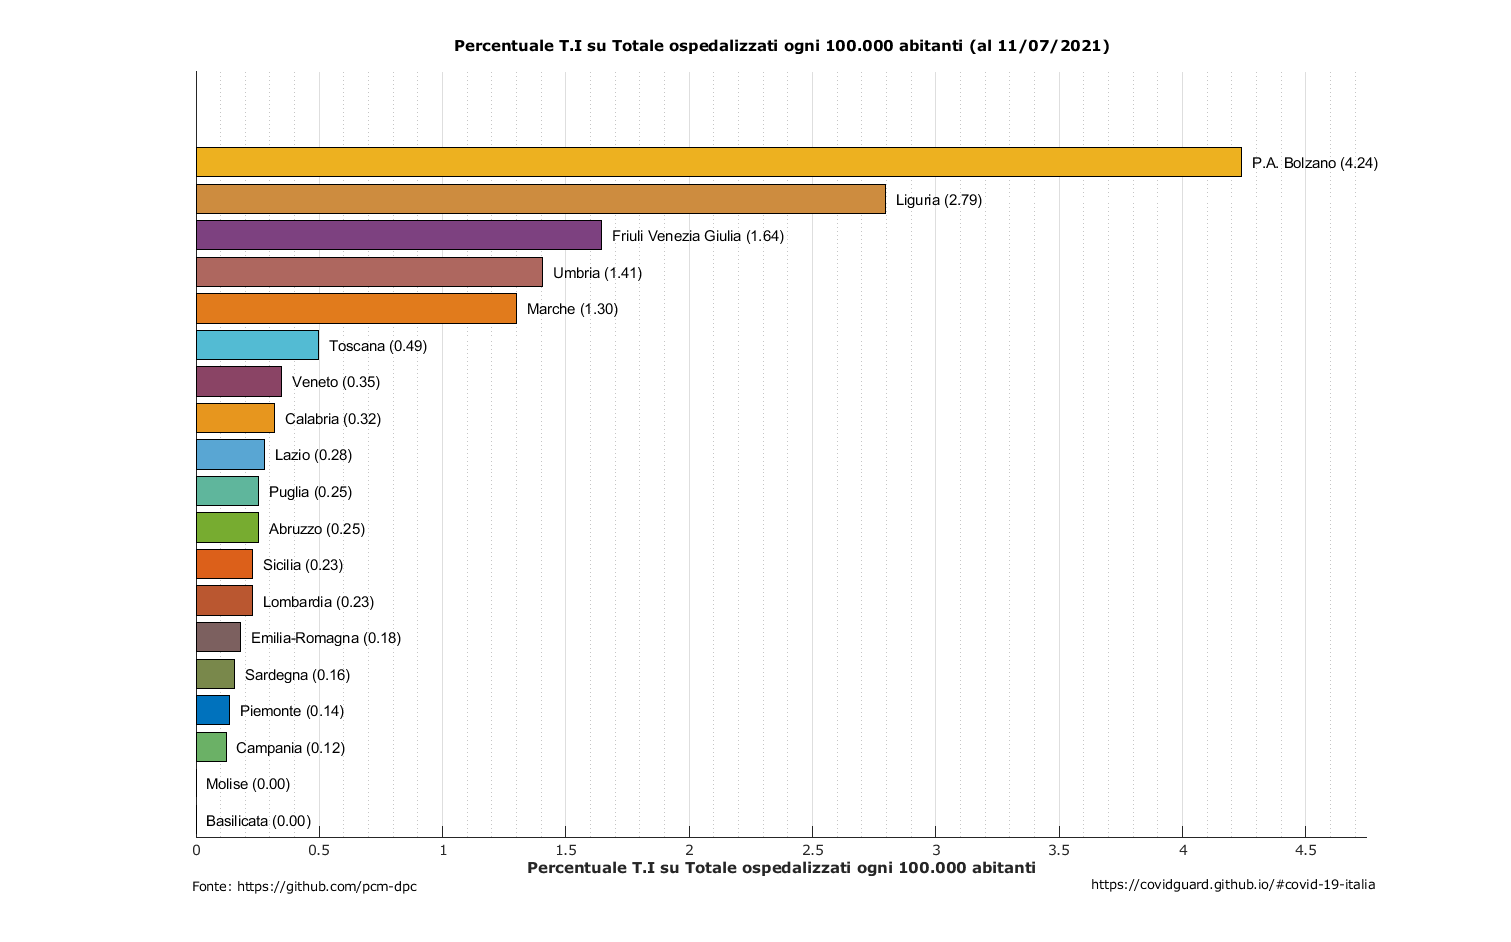 Percentuale T.I su Totale ospedalizzati ogni 100.000 abitanti (al 11/07/2021)
P.A. Bolzano (4.24)
Liguria (2.79)
Friuli Venezia Giulia (1.64)
Umbria (1.41)
Marche (1.30)
Toscana (0.49)
Veneto (0.35)
Calabria (0.32)
Lazio (0.28)
Puglia (0.25)
Abruzzo (0.25)
Sicilia (0.23)
Lombardia (0.23)
Emilia-Romagna (0.18)
Sardegna (0.16)
Piemonte (0.14)
Campania (0.12)
Molise (0.00)
Basilicata (0.00)
0 0.5 1 1.5 2 2.5 3 3.5 4 4.5
Percentuale T.I su Totale ospedalizzati ogni 100.000 abitanti
Fonte: https://github.com/pcm-dpc
https://covidguard.github.io/#covid-19-italia